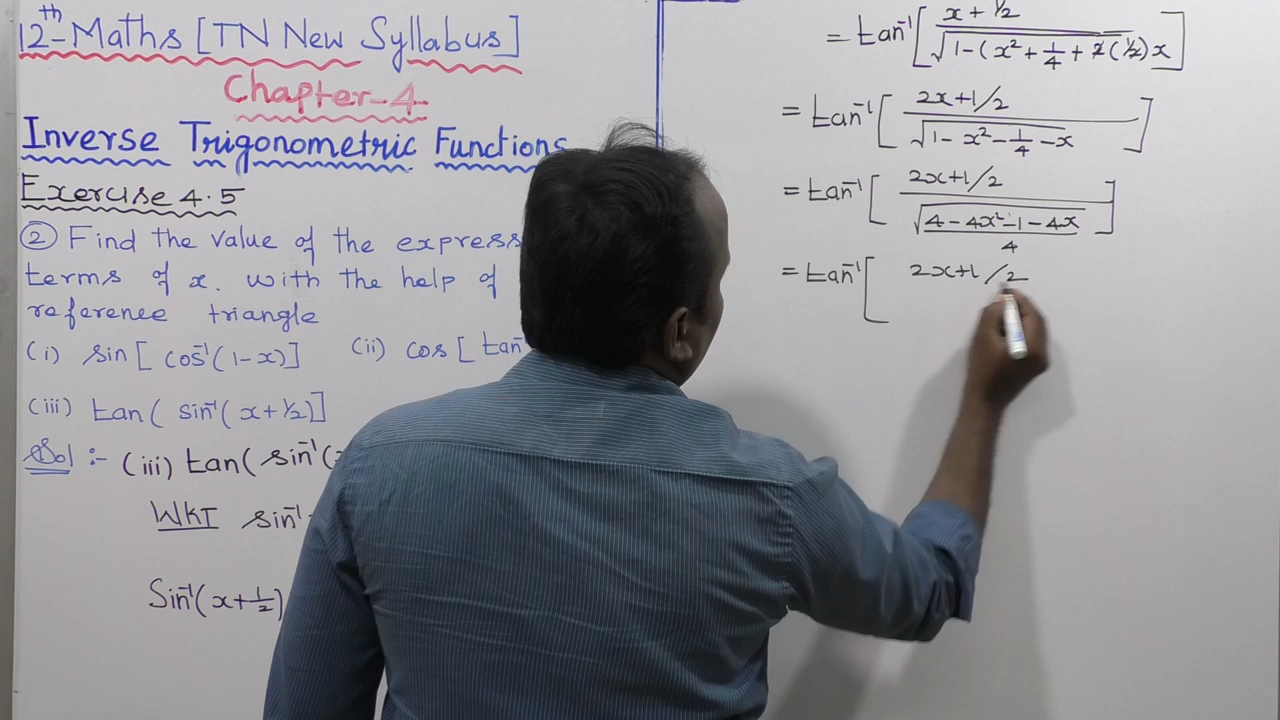 12th-Maths [TN New Syllabus]
Chapter-4
Inverse Trigonometric Functions
Exercise 4.5
② Find the value of the express
terms of x. with the help of
reference triangle
(i) sin[cos⁻¹(1-x)] (ii) cos[tan⁻
(iii) tan(sin⁻¹(x+½)]
Sol :- (iii) tan(sin⁻¹(
WKT sin⁻¹
Sin⁻¹(x+1/2)
= tan⁻¹[x+1/2 / √1-(x²+1/4+2(1/2)x]
= tan⁻¹[2x+1/2 / √1-x²-1/4-x]
= tan⁻¹[2x+1/2 / √4-4x²-1-4x / 4]
= tan⁻¹[2x+1/2